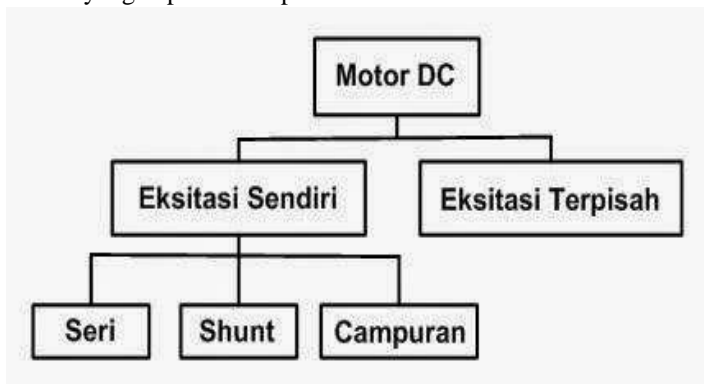 Motor DC
Eksitasi Sendiri
Eksitasi Terpisah
Seri
Shunt
Campuran